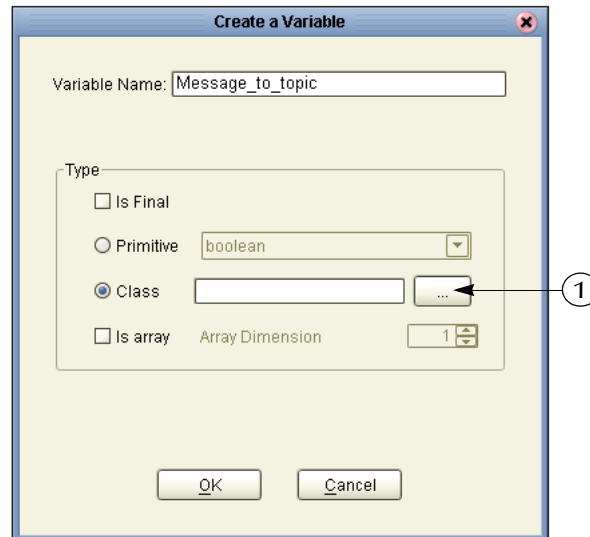 Create a Variable
Variable Name: Message_to_topic
Type
Is Final
Primitive boolean
Class ... 1
Is array Array Dimension 1
OK Cancel